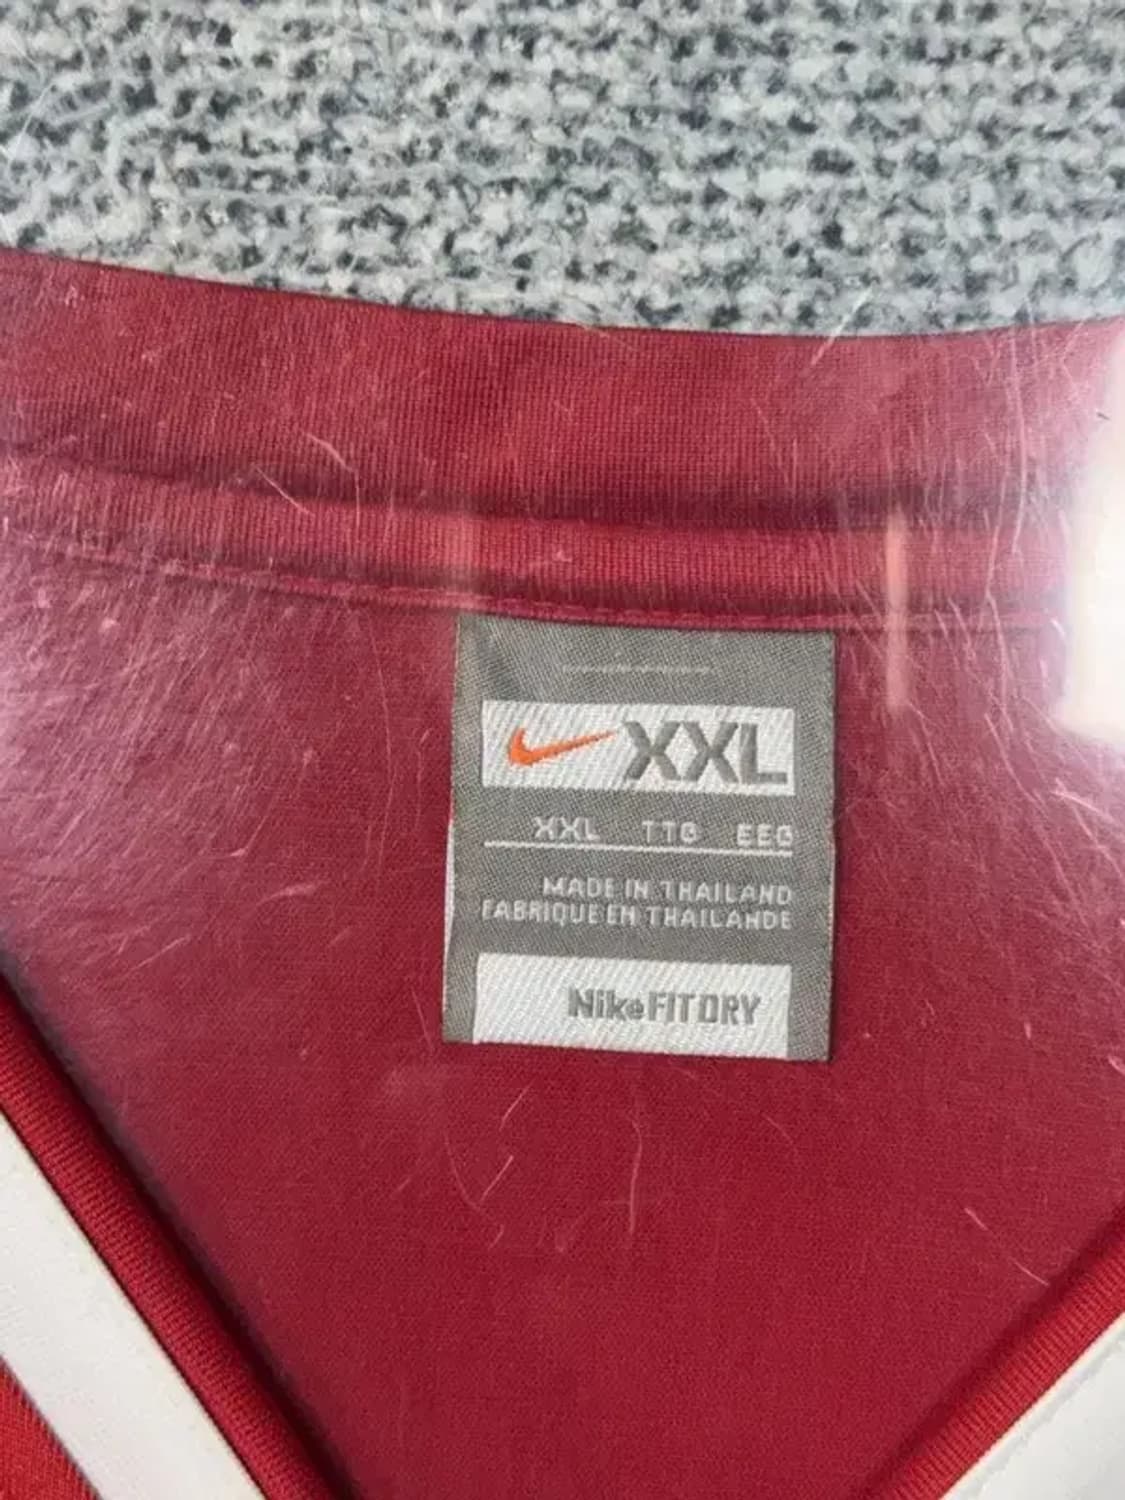 XXL
XXL TTG EEG
MADE IN THAILAND
FABRIQUE EN THAILANDE
Nike FIT DRY